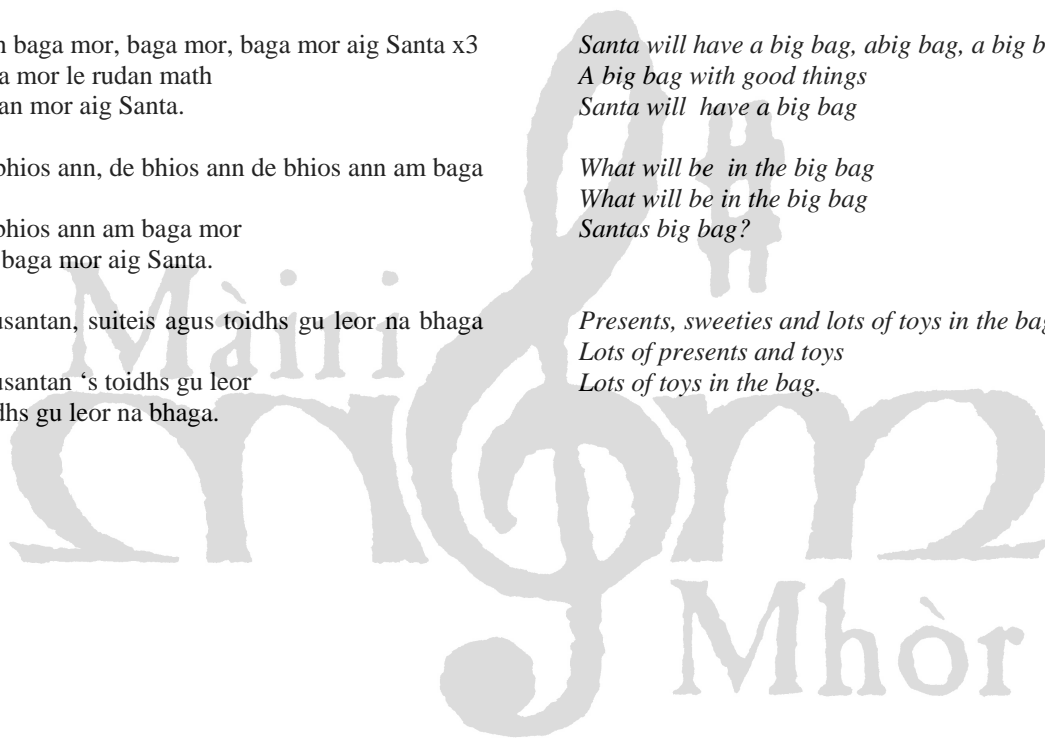 baga mor, baga mor, baga mor aig Santa x3
mor le rudan math
mor aig Santa.
bhios ann, de bhios ann de bhios ann am baga
bhios ann am baga mor
baga mor aig Santa.
suiteis agus toidhs gu leor na bhaga
‘s toidhs gu leor
gu leor na bhaga.
Santa will have a big bag, abig bag, a big
A big bag with good things
Santa will have a big bag
What will be in the big bag
What will be in the big bag
Santas big bag?
Presents, sweeties and lots of toys in the
Lots of presents and toys
Lots of toys in the bag.
Màiri
Mhòr